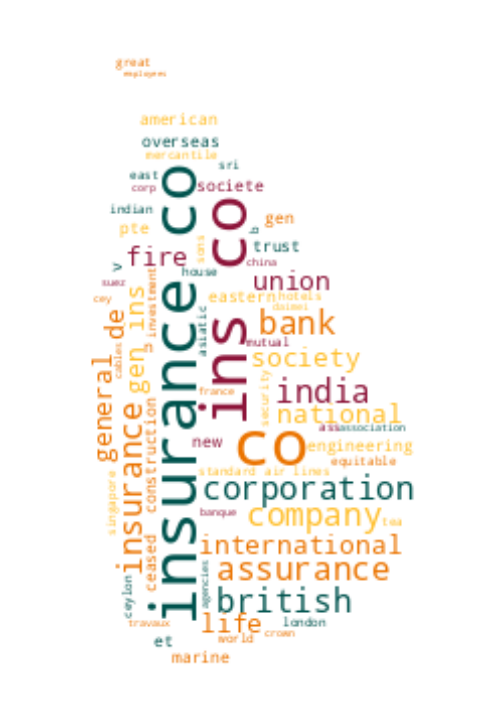 great
employees
american
overseas
mercantile
sri
east
corp
societe
insurance co
ins co
indian
gen
pte
b
trust
sons
fire
china
v
house
union
suez
investment
eastern
hotels
cey
gen ins
daimei
de
asiatic
bank
mutual
n
cables
society
general
france
security
india
insurance
construction
national
ass
association
new
co
engineering
equitable
standard
air lines
singapore
corporation
banque
company
tea
international
ceased
assurance
agencies
ceylon
british
travaux
life
london
crown
et
world
marine